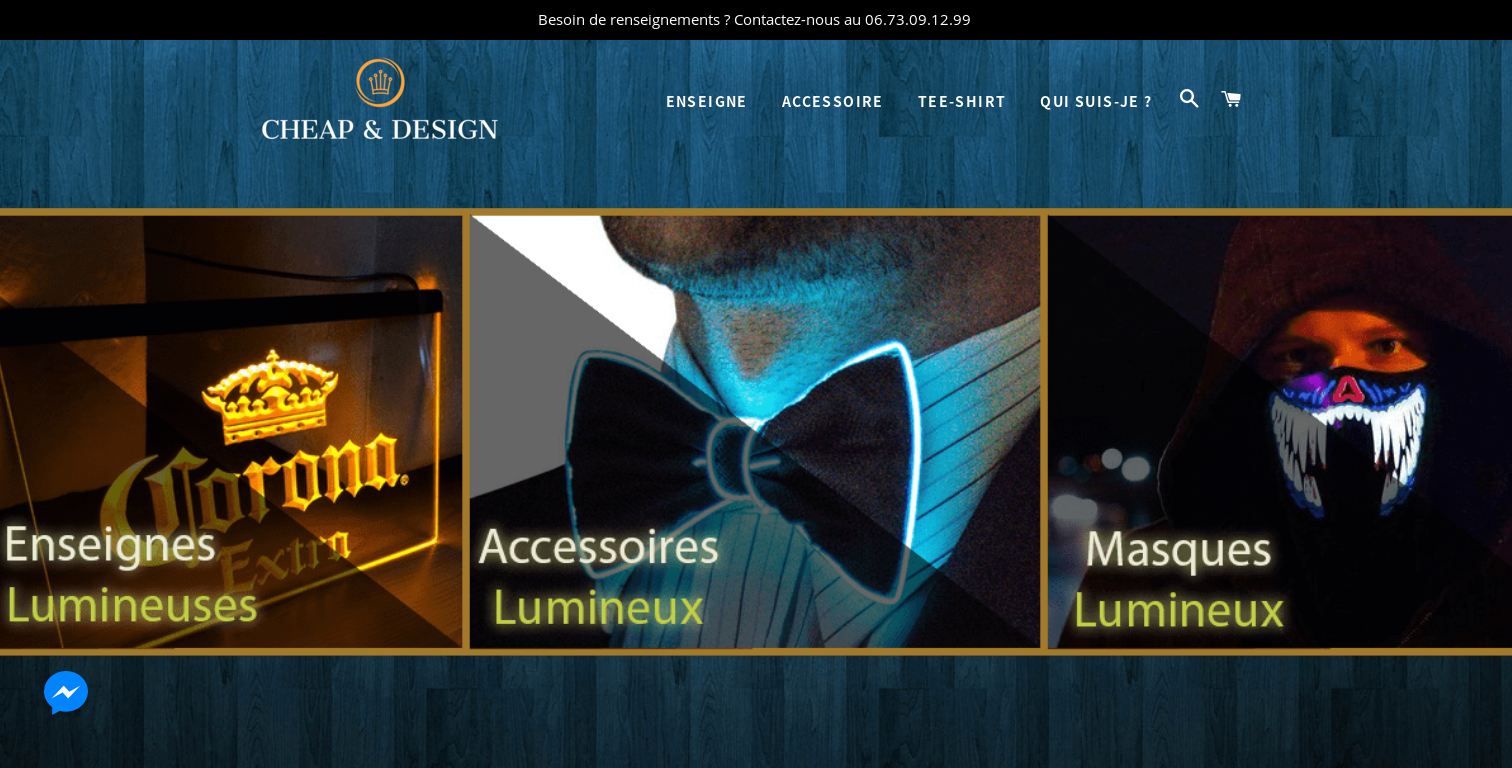 Besoin de renseignements ? Contactez-nous au 06.73.09.12.99
CHEAP & DESIGN
ENSEIGNE
ACCESSOIRE
TEE-SHIRT
QUI SUIS-JE ?
Corona®
Extra
Enseignes
Lumineuses
Accessoires
Lumineux
Masques
Lumineux